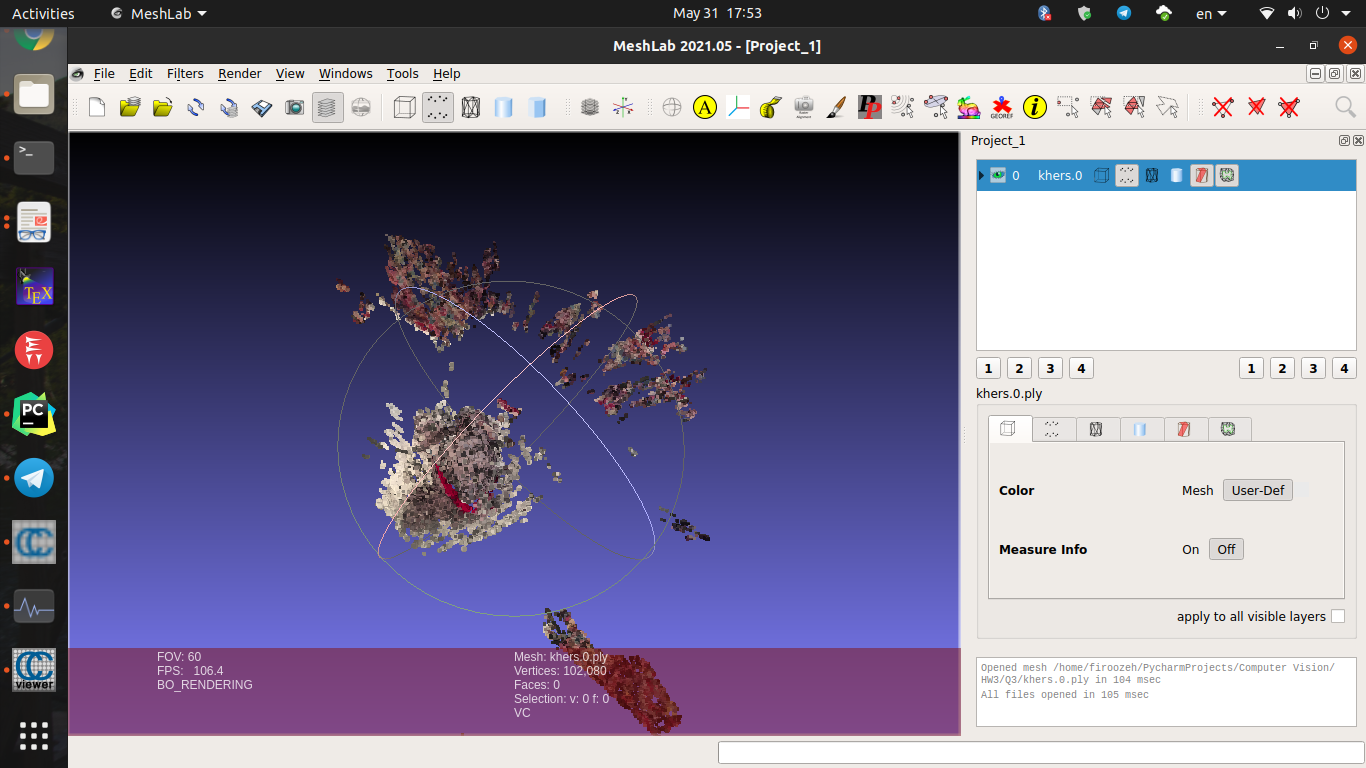 Activities
MeshLab
May 31 17:53
en
MeshLab 2021.05 - [Project_1]
File Edit Filters Render View Windows Tools Help
A
PP
GEOREF
i
>_
TEX
PC
CC
CC
viewer
FOV: 60
FPS: 106.4
BO_RENDERING
Mesh: khers.0.ply
Vertices: 102,080
Faces: 0
Selection: v: 0 f: 0
VC
Project_1
0 khers.0
1 2 3 4 1 2 3 4
khers.0.ply
Color Mesh User-Def
Measure Info On Off
apply to all visible layers
Opened mesh /home/firoozeh/PycharmProjects/Computer Vision/
HW3/Q3/khers.0.ply in 104 msec
All files opened in 105 msec